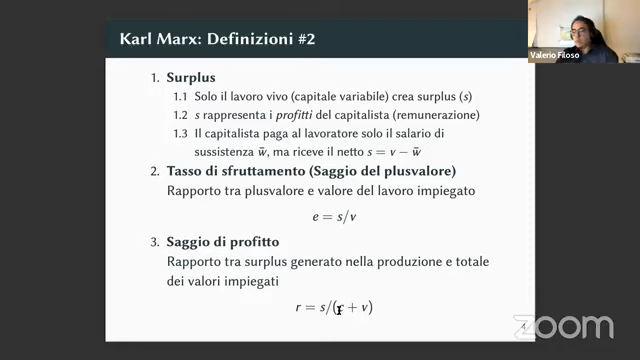 Karl Marx: Definizioni #2
Valerio Filoso
1. Surplus
1.1 Solo il lavoro vivo (capitale variabile) crea surplus (s)
1.2 s rappresenta i profitti del capitalista (remunerazione)
1.3 Il capitalista paga al lavoratore solo il salario di
sussistenza w̄, ma riceve il netto s = v − w̄
2. Tasso di sfruttamento (Saggio del plusvalore)
Rapporto tra plusvalore e valore del lavoro impiegato
e = s/v
3. Saggio di profitto
Rapporto tra surplus generato nella produzione e totale
dei valori impiegati
r = s/(c + v)
zoom